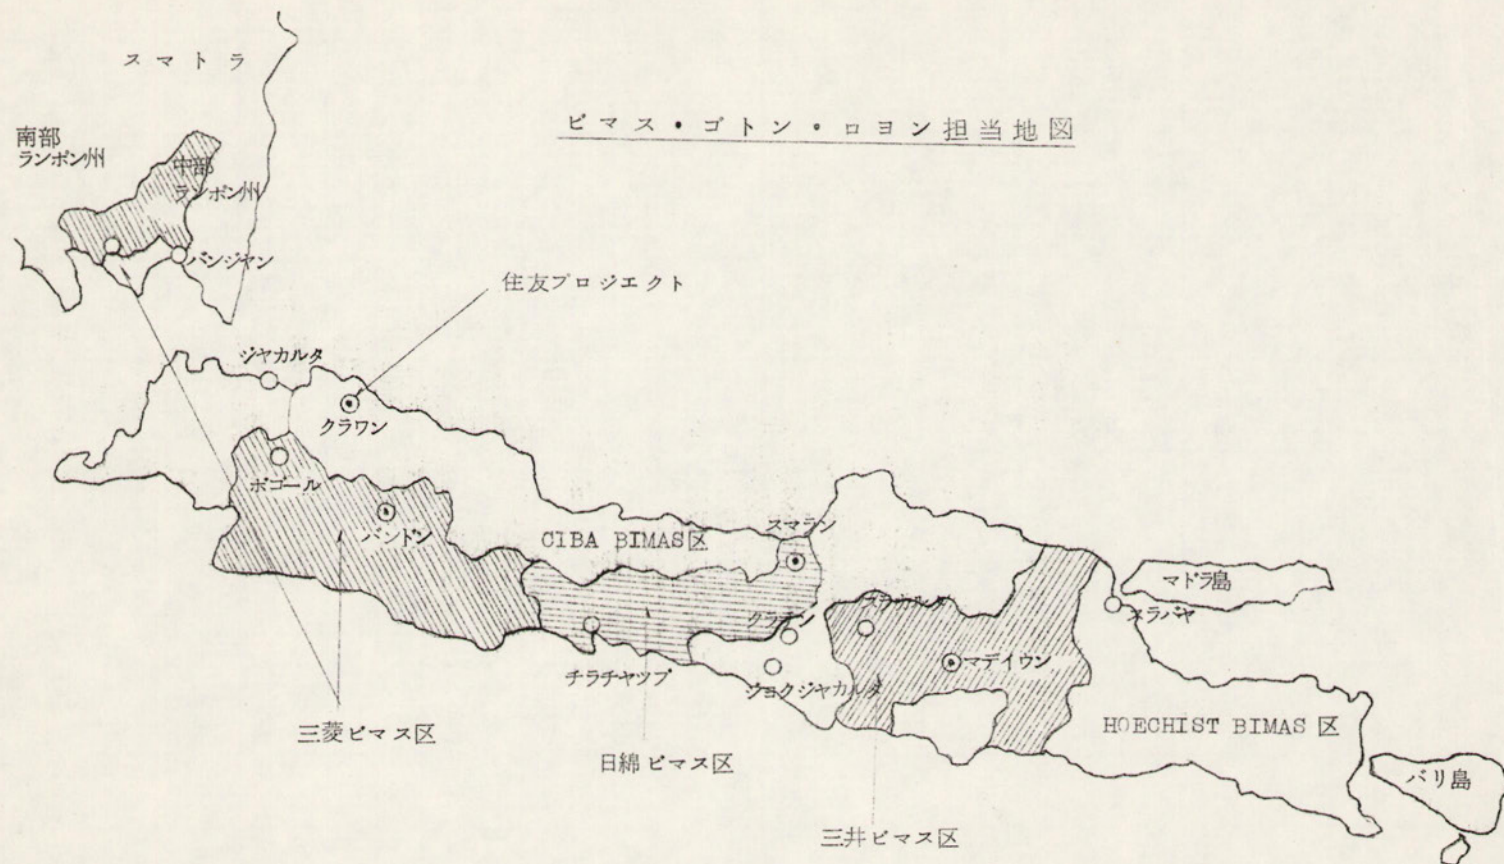 スマトラ
ビマス・ゴトン・ロヨン担当地図
南部
ランポン州
中部
ランポン州
パンジャン
住友プロジエクト
ジヤカルタ
クラワン
ボゴール
バンドン
CIBA BIMAS区
スマラン
マドラ島
スラバヤ
スラカルタ
クラテン
マデイウン
チラチヤツプ
ジョクジャカルタ
三菱ビマス区
日綿ビマス区
HOECHIST BIMAS 区
バリ島
三井ビマス区